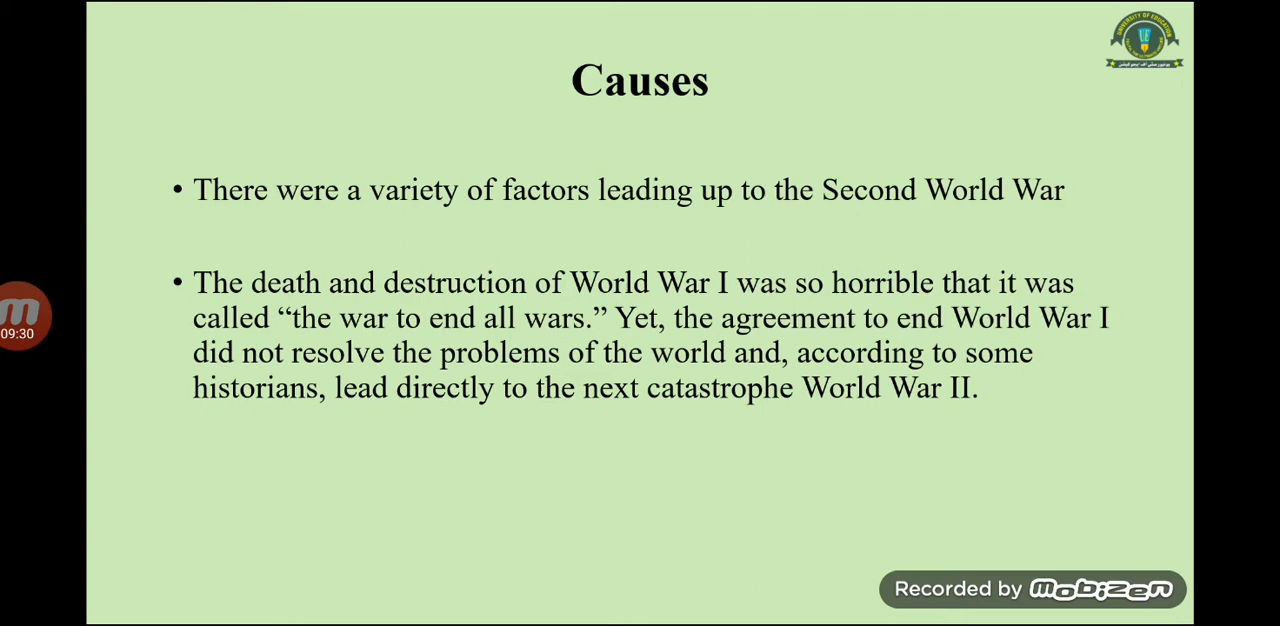 UNIVERSITY OF EDUCATION
Causes
• There were a variety of factors leading up to the Second World War
• The death and destruction of World War I was so horrible that it was
called “the war to end all wars.” Yet, the agreement to end World War I
did not resolve the problems of the world and, according to some
historians, lead directly to the next catastrophe World War II.
09:30
Recorded by mobizen